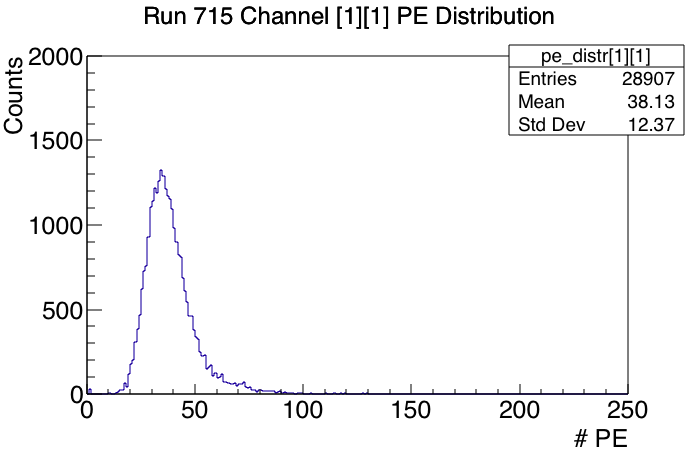 Run 715 Channel [1][1] PE Distribution
pe_distr[1][1]
Entries 28907
Mean 38.13
Std Dev 12.37
Counts
2000
1500
1000
500
0
0 50 100 150 200 250
# PE